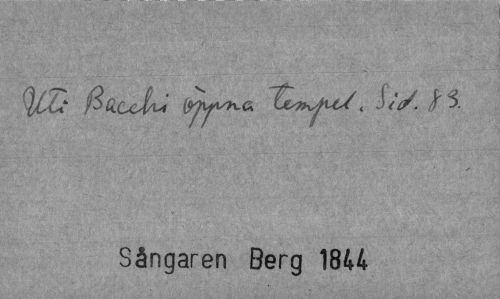 Uti Bacchi öppna tempel. Sid. 83.
Sångaren Berg 1844